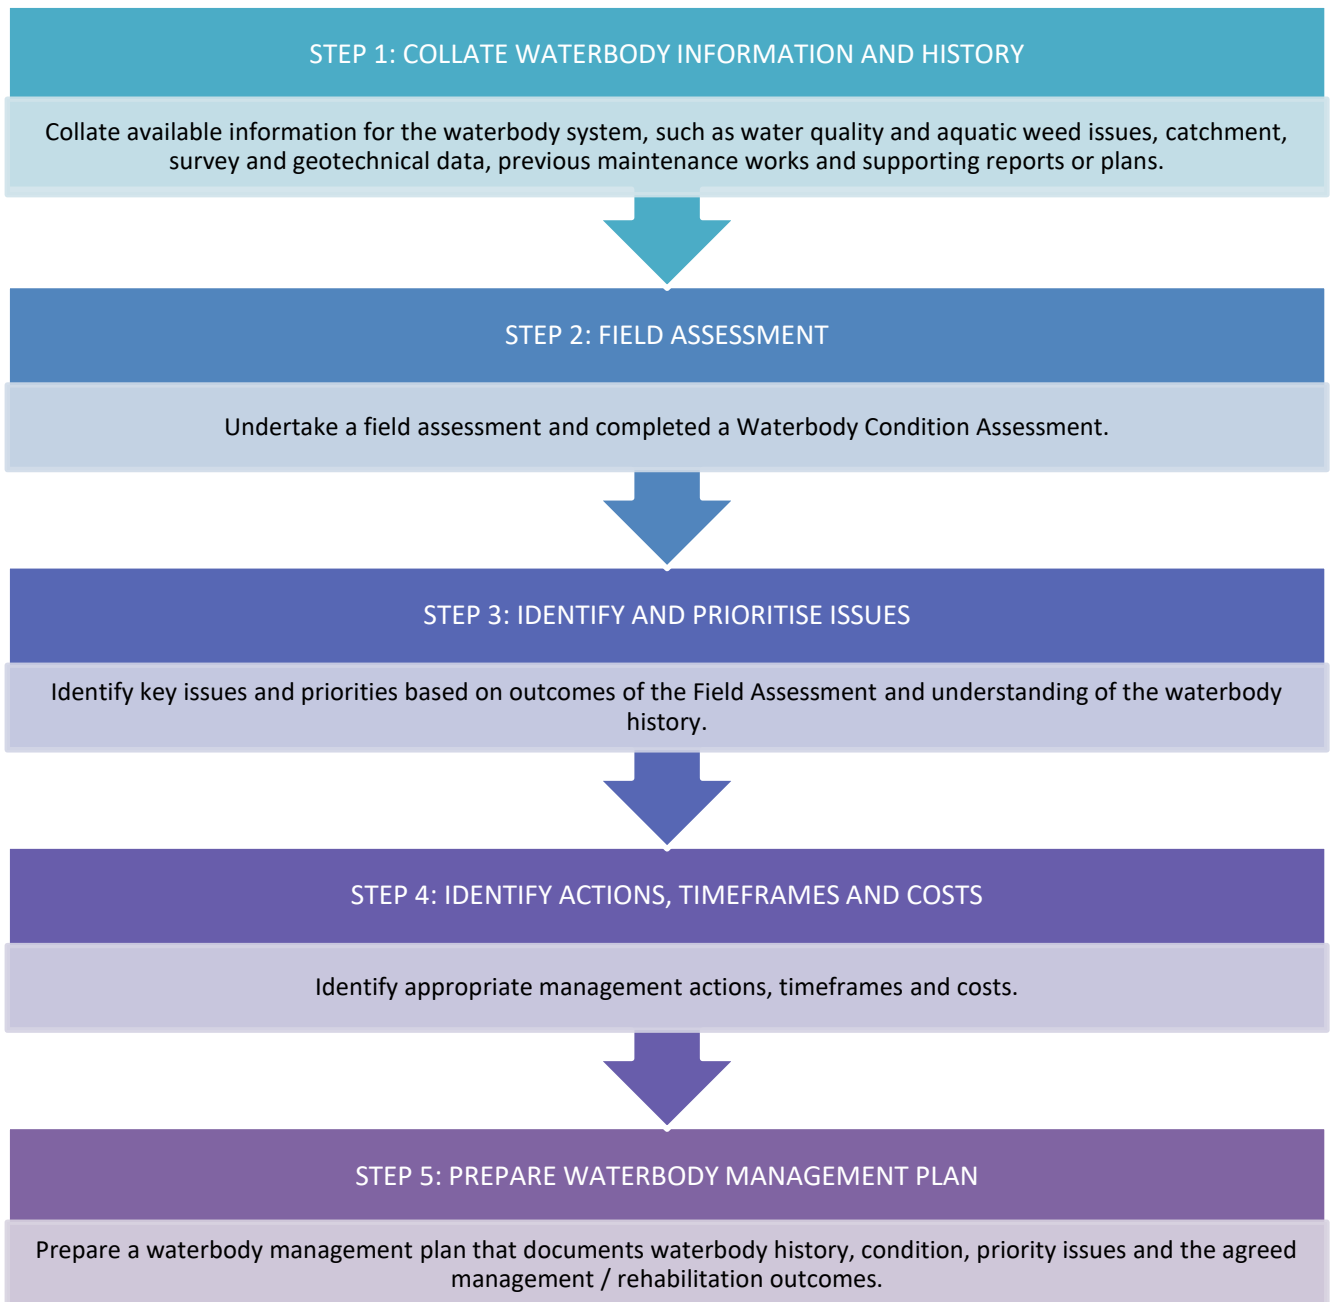 STEP 1: COLLATE WATERBODY INFORMATION AND HISTORY
Collate available information for the waterbody system, such as water quality and aquatic weed issues, catchment,
survey and geotechnical data, previous maintenance works and supporting reports or plans.
STEP 2: FIELD ASSESSMENT
Undertake a field assessment and completed a Waterbody Condition Assessment.
STEP 3: IDENTIFY AND PRIORITISE ISSUES
Identify key issues and priorities based on outcomes of the Field Assessment and understanding of the waterbody
history.
STEP 4: IDENTIFY ACTIONS, TIMEFRAMES AND COSTS
Identify appropriate management actions, timeframes and costs.
STEP 5: PREPARE WATERBODY MANAGEMENT PLAN
Prepare a waterbody management plan that documents waterbody history, condition, priority issues and the agreed
management / rehabilitation outcomes.